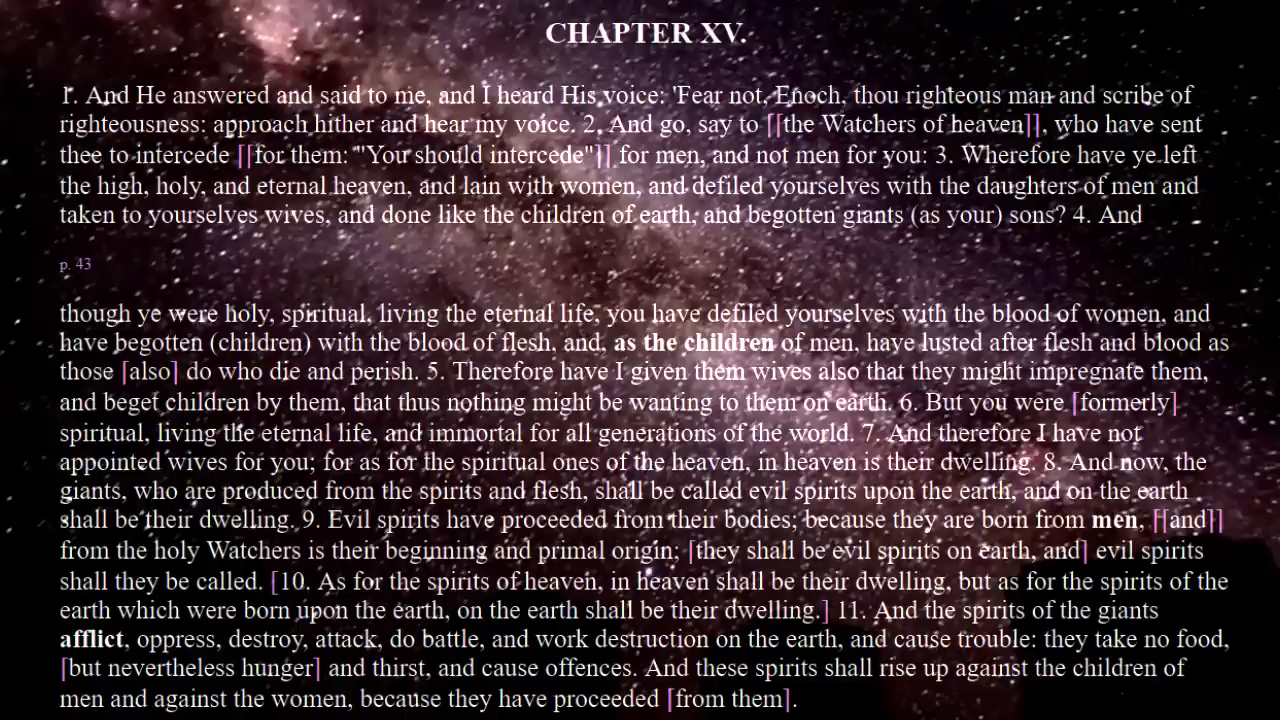 CHAPTER XV.
1. And He answered and said to me, and I heard His voice: 'Fear not, Enoch, thou righteous man and scribe of
righteousness: approach hither and hear my voice. 2. And go, say to ⌈⌈the Watchers of heaven⌉⌉, who have sent
thee to intercede ⌈⌈for them: "'You should intercede"⌉⌉ for men, and not men for you: 3. Wherefore have ye left
the high, holy, and eternal heaven, and lain with women, and defiled yourselves with the daughters of men and
taken to yourselves wives, and done like the children of earth, and begotten giants (as your) sons? 4. And
p. 43
though ye were holy, spiritual, living the eternal life, you have defiled yourselves with the blood of women, and
have begotten (children) with the blood of flesh, and, as the children of men, have lusted after flesh and blood as
those ⌈also⌉ do who die and perish. 5. Therefore have I given them wives also that they might impregnate them,
and beget children by them, that thus nothing might be wanting to them on earth. 6. But you were ⌈formerly⌉
spiritual, living the eternal life, and immortal for all generations of the world. 7. And therefore I have not
appointed wives for you; for as for the spiritual ones of the heaven, in heaven is their dwelling. 8. And now, the
giants, who are produced from the spirits and flesh, shall be called evil spirits upon the earth, and on the earth
shall be their dwelling. 9. Evil spirits have proceeded from their bodies; because they are born from men, ⌈⌈and⌉⌉
from the holy Watchers is their beginning and primal origin; ⌈they shall be evil spirits on earth, and⌉ evil spirits
shall they be called. [10. As for the spirits of heaven, in heaven shall be their dwelling, but as for the spirits of the
earth which were born upon the earth, on the earth shall be their dwelling.] 11. And the spirits of the giants
afflict, oppress, destroy, attack, do battle, and work destruction on the earth, and cause trouble: they take no food,
⌈but nevertheless hunger⌉ and thirst, and cause offences. And these spirits shall rise up against the children of
men and against the women, because they have proceeded ⌈from them⌉.